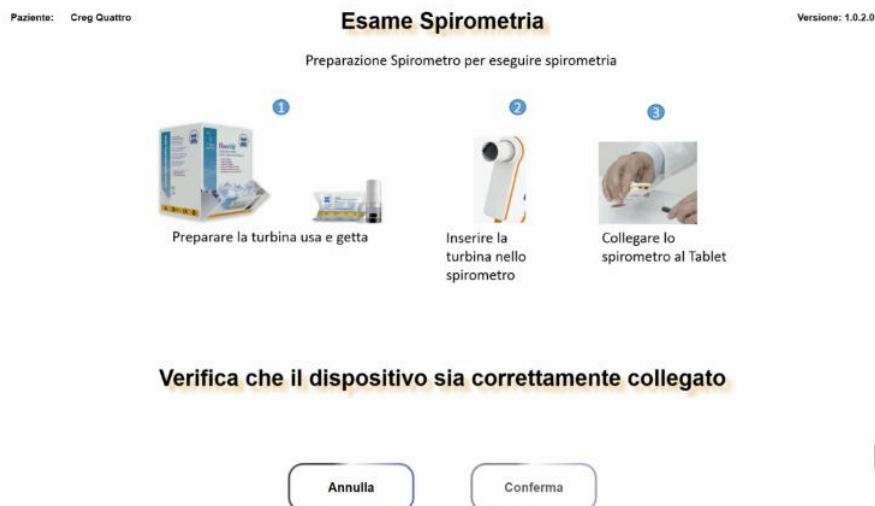 Paziente: Creg Quattro
Esame Spirometria
Versione: 1.0.2.0
Preparazione Spirometro per eseguire spirometria
1
2
3
Preparare la turbina usa e getta
Inserire la
turbina nello
spirometro
Collegare lo
spirometro al Tablet
Verifica che il dispositivo sia correttamente collegato
Annulla
Conferma